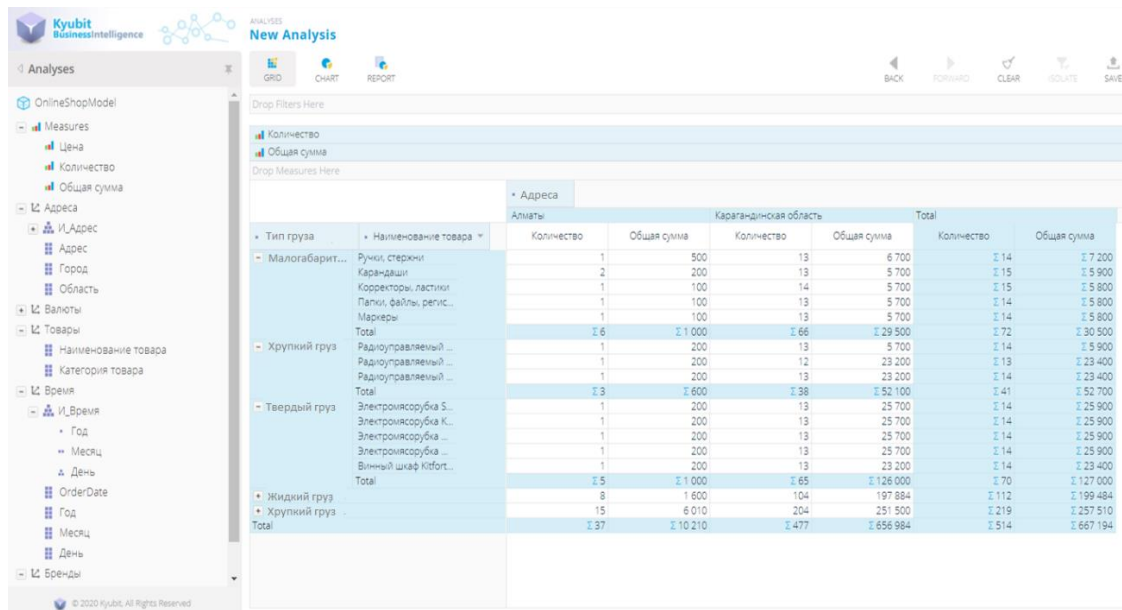 Kyubit
BusinessIntelligence
ANALYSES
New Analysis
Analyses
GRID CHART REPORT BACK FORWARD CLEAR ISOLATE SAVE
OnlineShopModel
Measures
Цена
Количество
Общая сумма
Адреса
И_Адрес
Адрес
Город
Область
Валюты
Товары
Наименование товара
Категория товара
Время
И_Время
Год
Месяц
День
OrderDate
Год
Месяц
День
Бренды
© 2020 Kyubit, All Rights Reserved
Drop Filters Here
Количество
Общая сумма
Drop Measures Here
Адреса
Алматы Карагандинская область Total
Тип груза Наименование товара Количество Общая сумма Количество Общая сумма Количество Общая сумма
Малогабарит... Ручки, стержни 1 500 13 6 700 Σ 14 Σ 7 200
Карандаши 2 200 13 5 700 Σ 15 Σ 5 900
Корректоры, ластики 1 100 14 5 700 Σ 15 Σ 5 800
Папки, файлы, регис... 1 100 13 5 700 Σ 14 Σ 5 800
Маркеры 1 100 13 5 700 Σ 14 Σ 5 800
Total Σ 6 Σ 1 000 Σ 66 Σ 29 500 Σ 72 Σ 30 500
Хрупкий груз Радиоуправляемый ... 1 200 13 5 700 Σ 14 Σ 5 900
Радиоуправляемый ... 1 200 12 23 200 Σ 13 Σ 23 400
Радиоуправляемый ... 1 200 13 23 200 Σ 14 Σ 23 400
Total Σ 3 Σ 600 Σ 38 Σ 52 100 Σ 41 Σ 52 700
Твердый груз Электромясорубка S... 1 200 13 25 700 Σ 14 Σ 25 900
Электромясорубка K... 1 200 13 25 700 Σ 14 Σ 25 900
Электромясорубка ... 1 200 13 25 700 Σ 14 Σ 25 900
Электромясорубка ... 1 200 13 25 700 Σ 14 Σ 25 900
Винный шкаф Kitfort... 1 200 13 23 200 Σ 14 Σ 23 400
Total Σ 5 Σ 1 000 Σ 65 Σ 126 000 Σ 70 Σ 127 000
Жидкий груз 8 1 600 104 197 884 Σ 112 Σ 199 484
Хрупкий груз 15 6 010 204 251 500 Σ 219 Σ 257 510
Total Σ 37 Σ 10 210 Σ 477 Σ 656 984 Σ 514 Σ 667 194